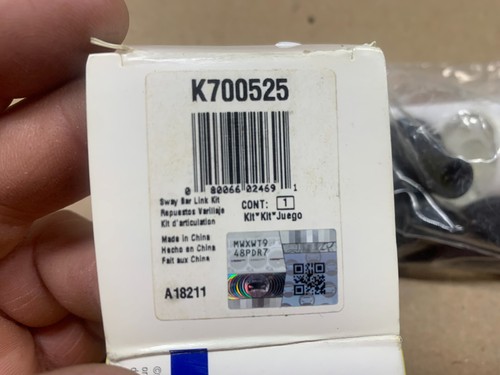 K700525
0 80066 02469 1
Sway Bar Link Kit
Repuestos Varillaje
Kit d'articulation
CONT: 1
Kit*Kit*Juego
Made in China
Hecho en China
Fait aux China
MWXWT9
48PDR7
A18211